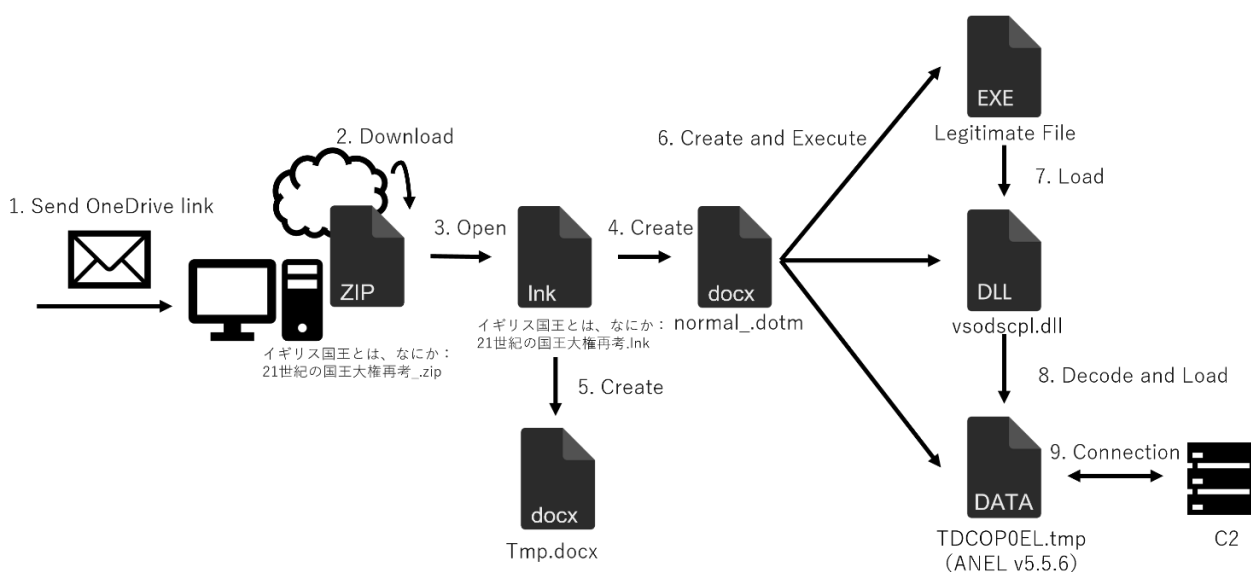 1. Send OneDrive link
2. Download
ZIP
イギリス国王とは、なにか：
21世紀の国王大権再考_.zip
3. Open
lnk
イギリス国王とは、なにか：
21世紀の国王大権再考.lnk
4. Create
docx
normal_.dotm
5. Create
docx
Tmp.docx
6. Create and Execute
EXE
Legitimate File
7. Load
DLL
vsodscpl.dll
8. Decode and Load
DATA
TDCOP0EL.tmp
（ANEL v5.5.6）
9. Connection
C2